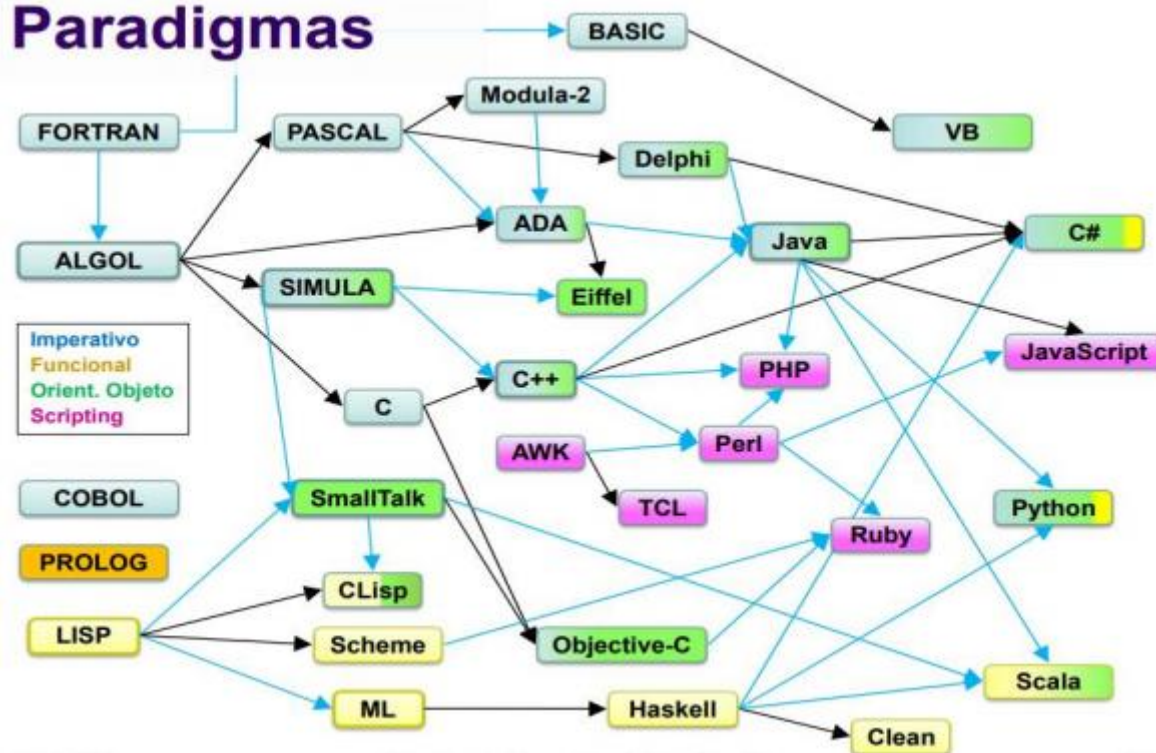 Paradigmas
BASIC
Modula-2
FORTRAN
PASCAL
VB
Delphi
ADA
Java
C#
ALGOL
SIMULA
Eiffel
Imperativo
Funcional
Orient. Objeto
Scripting
JavaScript
PHP
C++
C
Perl
AWK
COBOL
SmallTalk
TCL
Python
Ruby
PROLOG
CLisp
LISP
Scheme
Objective-C
Scala
ML
Haskell
Clean